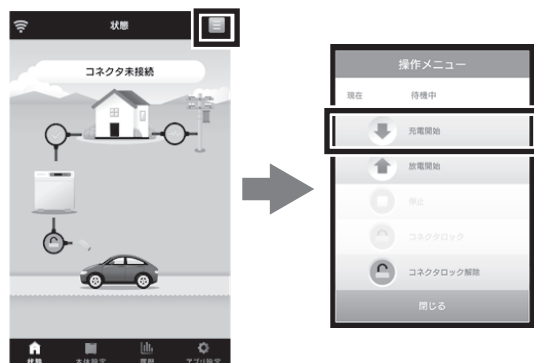 状態
コネクタ未接続
状態
本体設定
履歴
アプリ設定
操作メニュー
現在 待機中
充電開始
放電開始
停止
コネクタロック
コネクタロック解除
閉じる